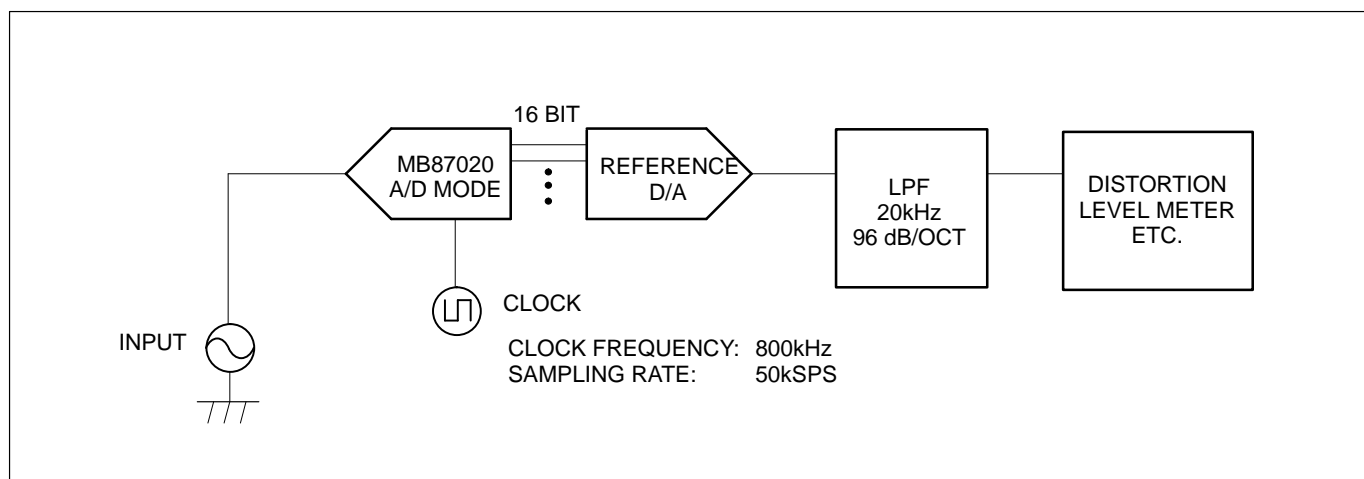 16 BIT
MB87020
A/D MODE
REFERENCE
D/A
LPF
20kHz
96 dB/OCT
DISTORTION
LEVEL METER
ETC.
CLOCK
INPUT
CLOCK FREQUENCY: 800kHz
SAMPLING RATE: 50kSPS